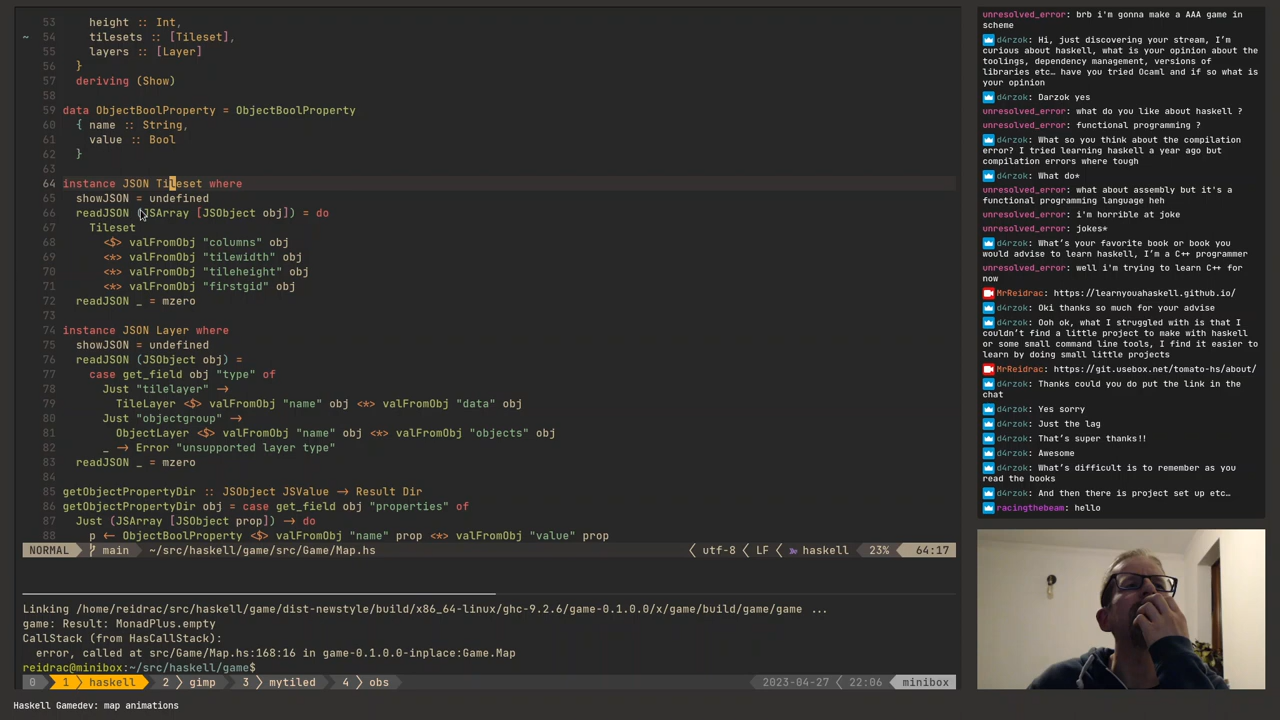 53 height :: Int,
~ 54 tilesets :: [Tileset],
55 layers :: [Layer]
56 }
57 deriving (Show)
58
59 data ObjectBoolProperty = ObjectBoolProperty
60 { name :: String,
61 value :: Bool
62 }
63
64 instance JSON Tileset where
65 showJSON = undefined
66 readJSON (JSArray [JSObject obj]) = do
67 Tileset
68 <$> valFromObj "columns" obj
69 <*> valFromObj "tilewidth" obj
70 <*> valFromObj "tileheight" obj
71 <*> valFromObj "firstgid" obj
72 readJSON _ = mzero
73
74 instance JSON Layer where
75 showJSON = undefined
76 readJSON (JSObject obj) =
77 case get_field obj "type" of
78 Just "tilelayer" ->
79 TileLayer <$> valFromObj "name" obj <*> valFromObj "data" obj
80 Just "objectgroup" ->
81 ObjectLayer <$> valFromObj "name" obj <*> valFromObj "objects" obj
82 _ -> Error "unsupported layer type"
83 readJSON _ = mzero
84
85 getObjectPropertyDir :: JSObject JSValue -> Result Dir
86 getObjectPropertyDir obj = case get_field obj "properties" of
87 Just (JSArray [JSObject prop]) -> do
88 p <- ObjectBoolProperty <$> valFromObj "name" prop <*> valFromObj "value" prop
NORMAL main ~/src/haskell/game/src/Game/Map.hs utf-8 LF haskell 23% 64:17
Linking /home/reidrac/src/haskell/game/dist-newstyle/build/x86_64-linux/ghc-9.2.6/game-0.1.0.0/x/game/build/game/game ...
game: Result: MonadPlus.empty
CallStack (from HasCallStack):
error, called at src/Game/Map.hs:168:16 in game-0.1.0.0-inplace:Game.Map
reidrac@minibox:~/src/haskell/game$
0 1 haskell 2 gimp 3 mytiled 4 obs 2023-04-27 22:06 minibox
Haskell Gamedev: map animations
unresolved_error: brb i'm gonna make a AAA game in
scheme
d4rzok: Hi, just discovering your stream, I'm
curious about haskell, what is your opinion about the
toolings, dependency management, versions of
libraries etc… have you tried Ocaml and if so what is
your opinion
d4rzok: Darzok yes
unresolved_error: what do you like about haskell ?
unresolved_error: functional programming ?
d4rzok: What so you think about the compilation
error? I tried learning haskell a year ago but
compilation errors where tough
d4rzok: What do*
unresolved_error: what about assembly but it's a
functional programming language heh
unresolved_error: i'm horrible at joke
unresolved_error: jokes*
d4rzok: What's your favorite book or book you
would advise to learn haskell, I'm a C++ programmer
unresolved_error: well i'm trying to learn C++ for
now
MrReidrac: https://learnyouahaskell.github.io/
d4rzok: Oki thanks so much for your advise
d4rzok: Ooh ok, what I struggled with is that I
couldn't find a little project to make with haskell
or some small command line tools, I find it easier to
learn by doing small little projects
MrReidrac: https://git.usebox.net/tomato-hs/about/
d4rzok: Thanks could you do put the link in the
chat
d4rzok: Yes sorry
d4rzok: Just the lag
d4rzok: That's super thanks!!
d4rzok: Awesome
d4rzok: What's difficult is to remember as you
read the books
d4rzok: And then there is project set up etc…
racingthebeam: hello